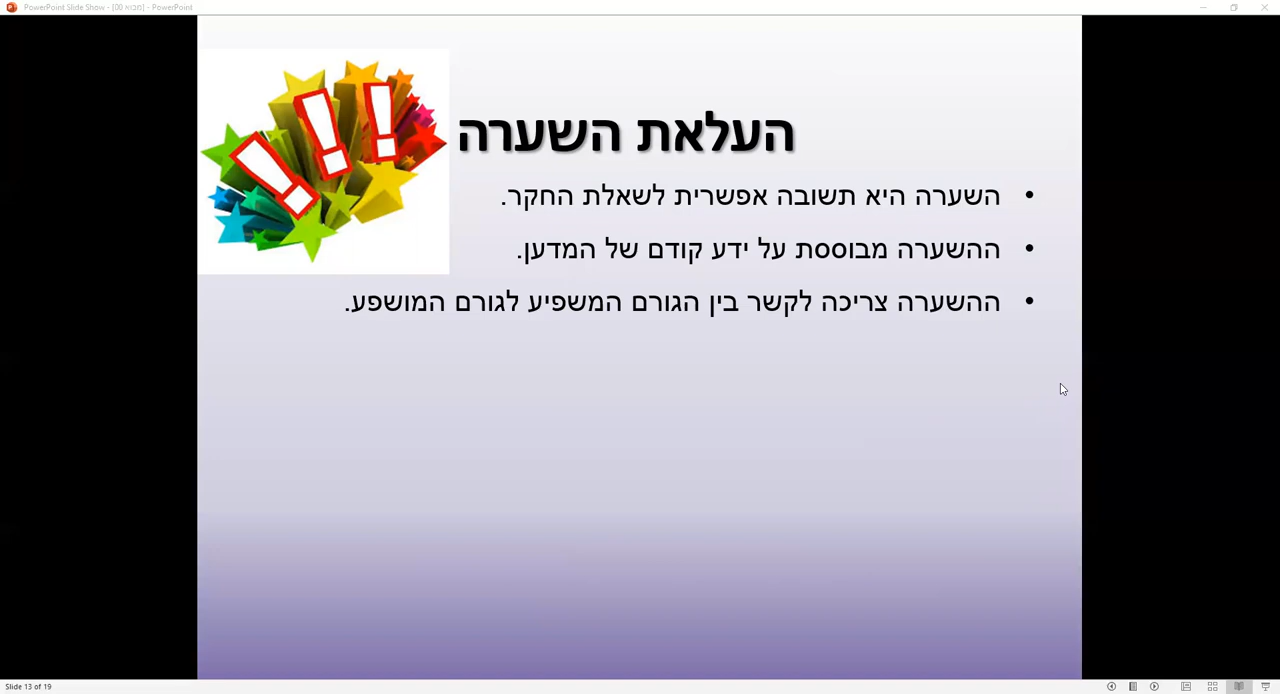 PowerPoint Slide Show - [00 מבוא] - PowerPoint
העלאת השערה
• השערה היא תשובה אפשרית לשאלת החקר.
• ההשערה מבוססת על ידע קודם של המדען.
• ההשערה צריכה לקשר בין הגורם המשפיע לגורם המושפע.
!!!
Slide 13 of 19